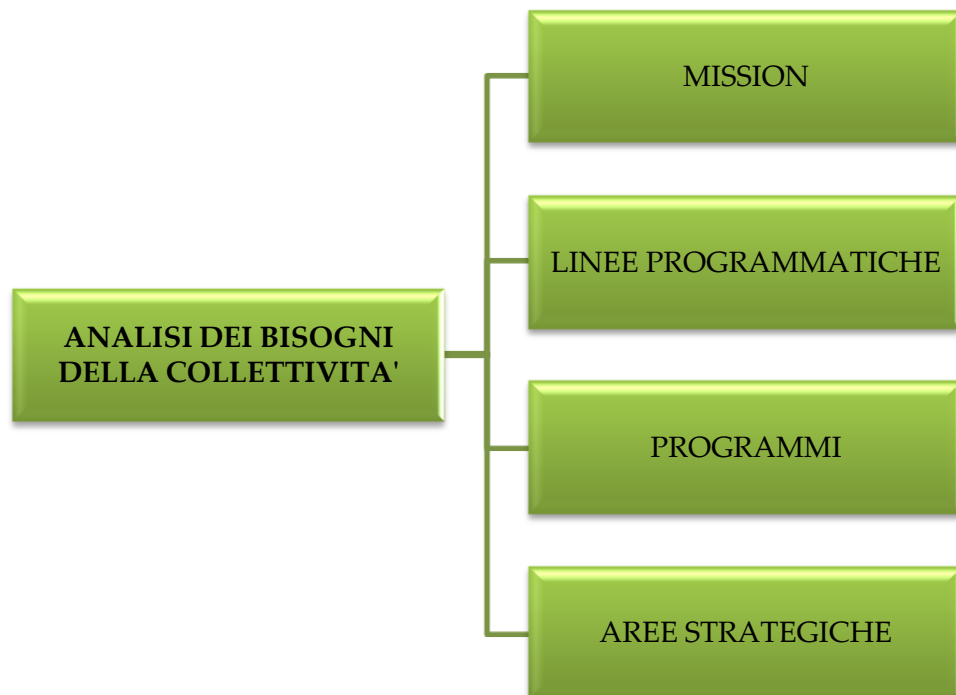 ANALISI DEI BISOGNI
DELLA COLLETTIVITA'
MISSION
LINEE PROGRAMMATICHE
PROGRAMMI
AREE STRATEGICHE